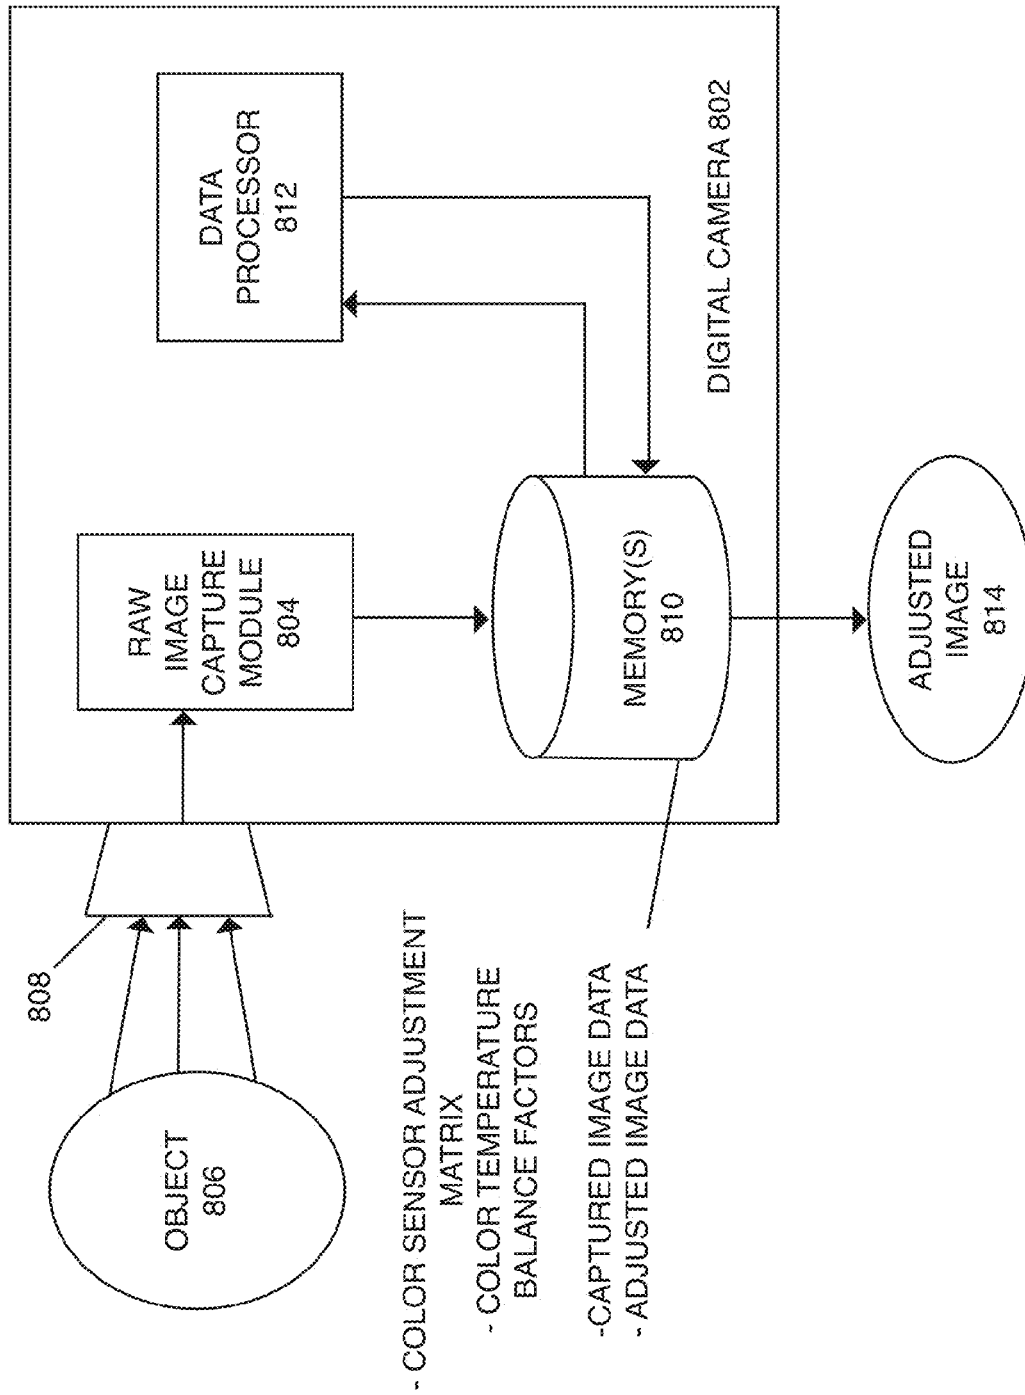 808
OBJECT
806
RAW
IMAGE
CAPTURE
MODULE
804
DATA
PROCESSOR
812
- COLOR SENSOR ADJUSTMENT
MATRIX
- COLOR TEMPERATURE
BALANCE FACTORS
-CAPTURED IMAGE DATA
- ADJUSTED IMAGE DATA
MEMORY(S)
810
DIGITAL CAMERA 802
ADJUSTED
IMAGE
814